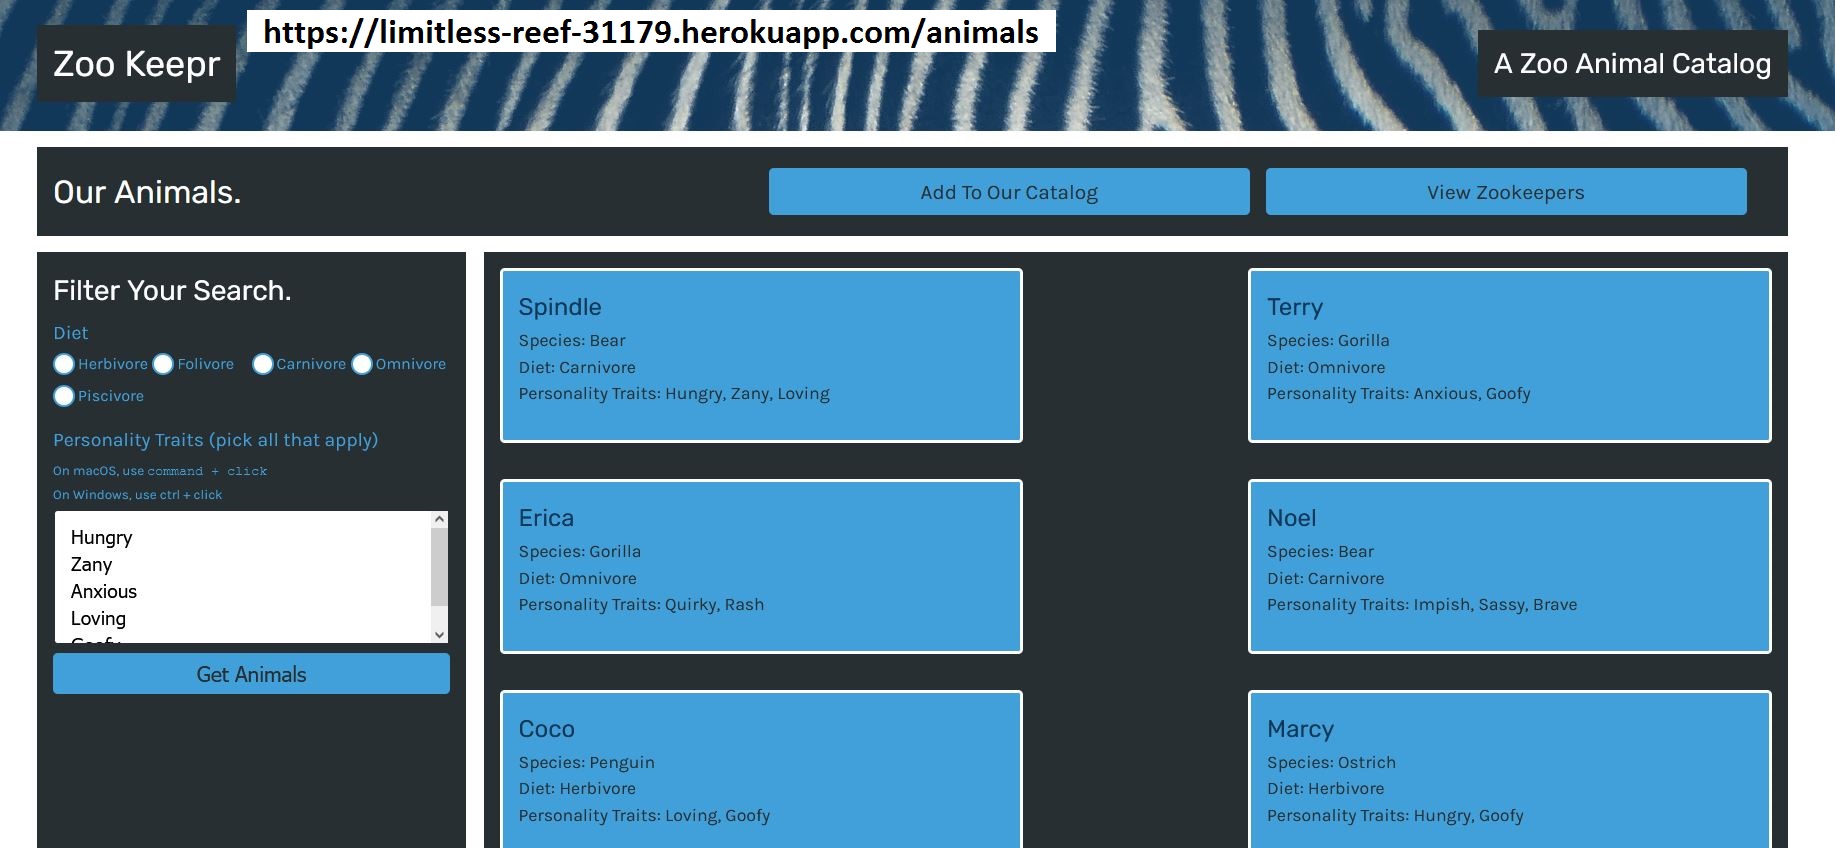 Zoo Keepr
https://limitless-reef-31179.herokuapp.com/animals
A Zoo Animal Catalog
Our Animals.
Add To Our Catalog
View Zookeepers
Filter Your Search.
Diet
Herbivore Folivore Carnivore Omnivore
Piscivore
Personality Traits (pick all that apply)
On macOS, use command + click
On Windows, use ctrl + click
Hungry
Zany
Anxious
Loving
Goofy
Get Animals
Spindle
Species: Bear
Diet: Carnivore
Personality Traits: Hungry, Zany, Loving
Terry
Species: Gorilla
Diet: Omnivore
Personality Traits: Anxious, Goofy
Erica
Species: Gorilla
Diet: Omnivore
Personality Traits: Quirky, Rash
Noel
Species: Bear
Diet: Carnivore
Personality Traits: Impish, Sassy, Brave
Coco
Species: Penguin
Diet: Herbivore
Personality Traits: Loving, Goofy
Marcy
Species: Ostrich
Diet: Herbivore
Personality Traits: Hungry, Goofy